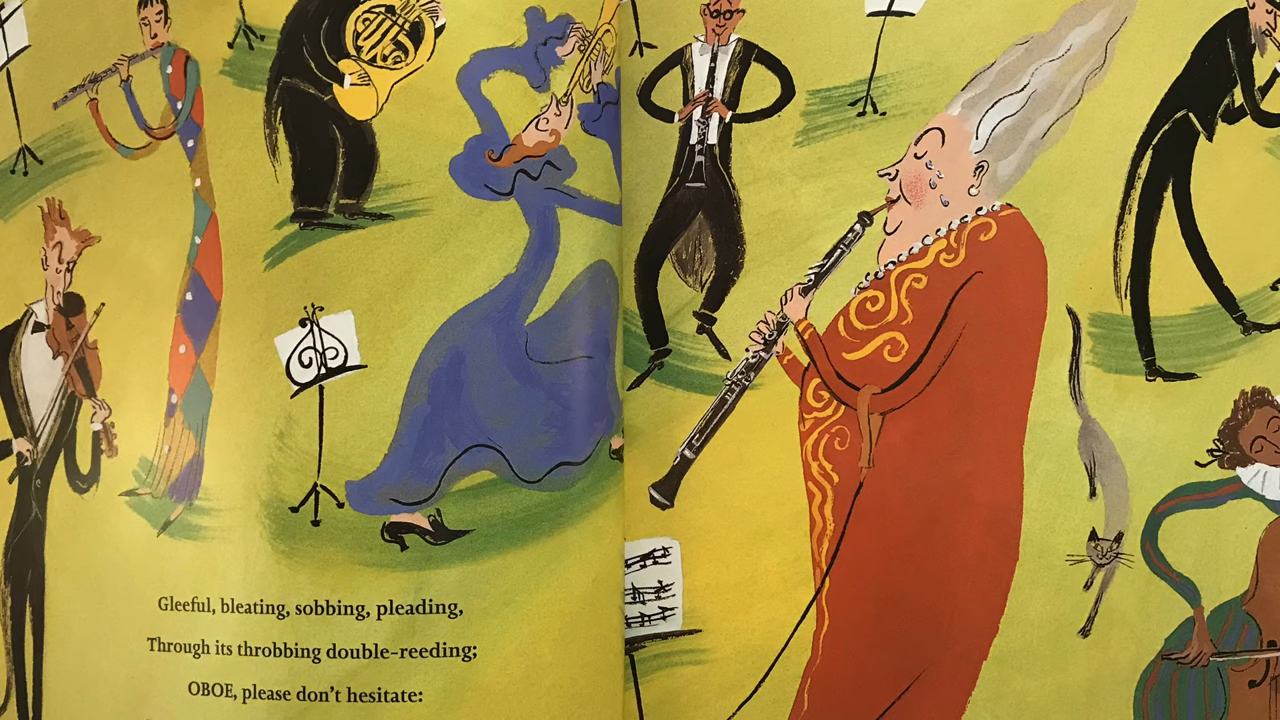 Gleeful, bleating, sobbing, pleading,
Through its throbbing double-reeding;
OBOE, please don't hesitate: